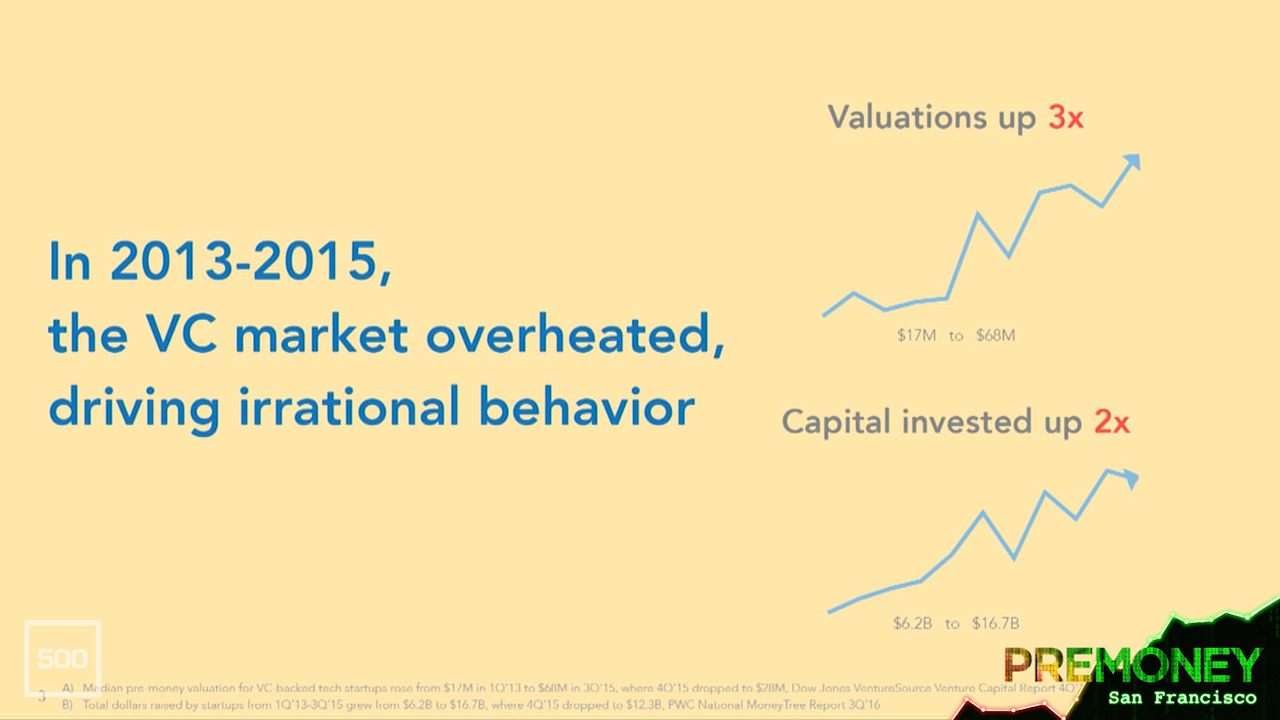 Valuations up 3x
In 2013-2015,
the VC market overheated,
driving irrational behavior
$17M to $68M
Capital invested up 2x
$6.2B to $16.7B
500
PREMONEY
San Francisco
3
A) Median pre-money valuation for VC-backed tech startups rose from $17M in 1Q'13 to $68M in 3Q'15, where 4Q'15 dropped to $28M, Dow Jones VentureSource Venture Capital Report
B) Total dollars raised by startups from 1Q'13-3Q'15 grew from $6.2B to $16.7B, where 4Q'15 dropped to $12.3B, PWC National MoneyTree Report 3Q'16